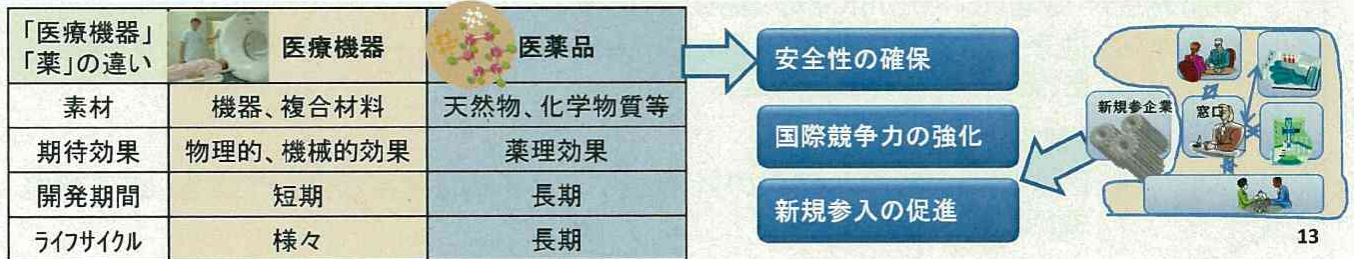 「医療機器」
「薬」の違い
医療機器
医薬品
素材
機器、複合材料
天然物、化学物質等
期待効果
物理的、機械的効果
薬理効果
開発期間
短期
長期
ライフサイクル
様々
長期
安全性の確保
国際競争力の強化
新規参入の促進
新規参企業
窓口
13